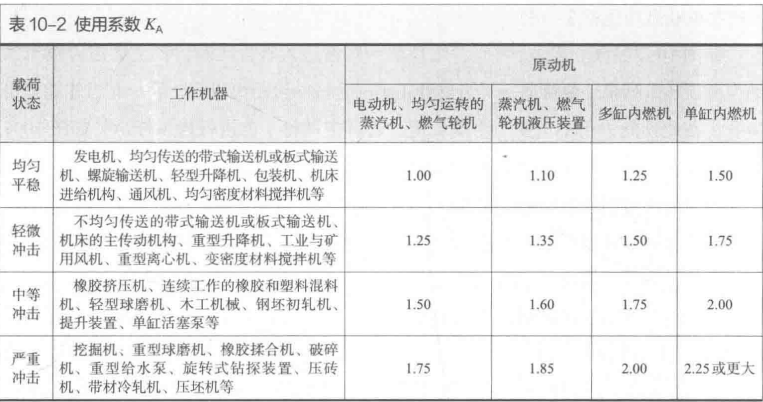 表10-2 使用系数 KA
载荷
状态
工作机器
原动机
电动机、均匀运转的
蒸汽机、燃气轮机
蒸汽机、燃气
轮机液压装置
多缸内燃机
单缸内燃机
均匀
平稳
发电机、均匀传送的带式输送机或板式输送
机、螺旋输送机、轻型升降机、包装机、机床
进给机构、通风机、均匀密度材料搅拌机等
1.00
1.10
1.25
1.50
轻微
冲击
不均匀传送的带式输送机或板式输送机、
机床的主传动机构、重型升降机、工业与矿
用风机、重型离心机、变密度材料搅拌机等
1.25
1.35
1.50
1.75
中等
冲击
橡胶挤压机、连续工作的橡胶和塑料混料
机、轻型球磨机、木工机械、钢坯初轧机、
提升装置、单缸活塞泵等
1.50
1.60
1.75
2.00
严重
冲击
挖掘机、重型球磨机、橡胶揉合机、破碎
机、重型给水泵、旋转式钻探装置、压砖
机、带材冷轧机、压坯机等
1.75
1.85
2.00
2.25或更大